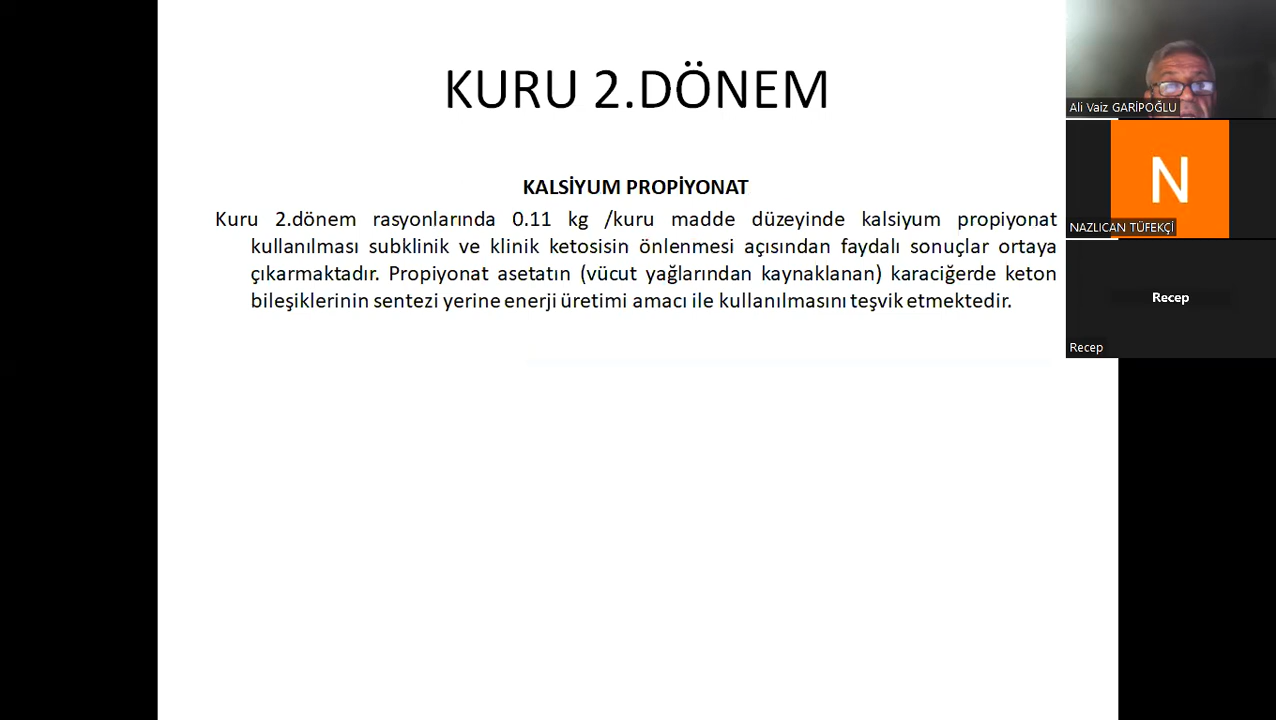 KURU 2.DÖNEM
KALSİYUM PROPİYONAT
Kuru 2.dönem rasyonlarında 0.11 kg /kuru madde düzeyinde kalsiyum propiyonat
kullanılması subklinik ve klinik ketosisin önlenmesi açısından faydalı sonuçlar ortaya
çıkarmaktadır. Propiyonat asetatın (vücut yağlarından kaynaklanan) karaciğerde keton
bileşiklerinin sentezi yerine enerji üretimi amacı ile kullanılmasını teşvik etmektedir.
Ali Vaiz GARİPOĞLU
N
NAZLICAN TÜFEKÇİ
Recep
Recep